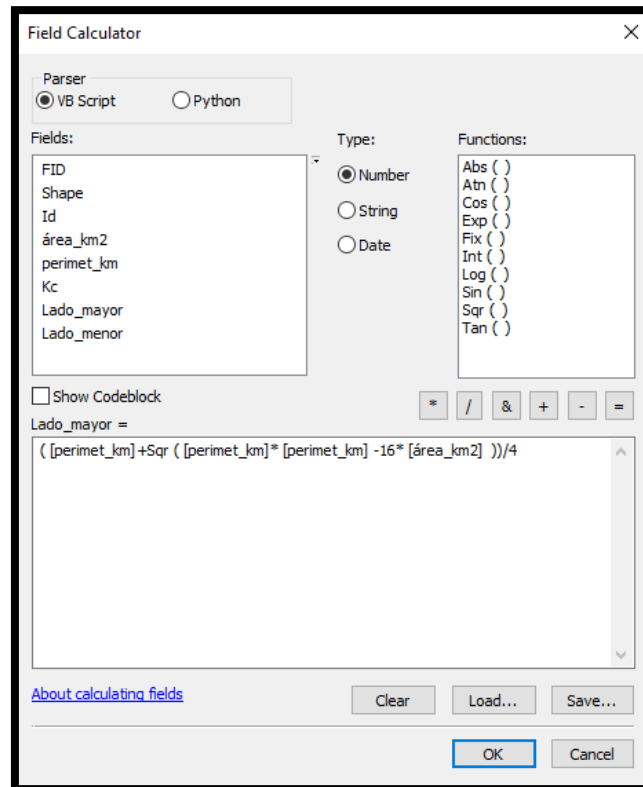 Field Calculator
Parser
VB Script Python
Fields: Type: Functions:
FID
Shape
Id
área_km2
perimet_km
Kc
Lado_mayor
Lado_menor
Number
String
Date
Abs ( )
Atn ( )
Cos ( )
Exp ( )
Fix ( )
Int ( )
Log ( )
Sin ( )
Sqr ( )
Tan ( )
Show Codeblock
* / & + - =
Lado_mayor =
( [perimet_km]+Sqr ( [perimet_km]* [perimet_km] -16* [área_km2]  ))/4
About calculating fields
Clear Load... Save...
OK Cancel